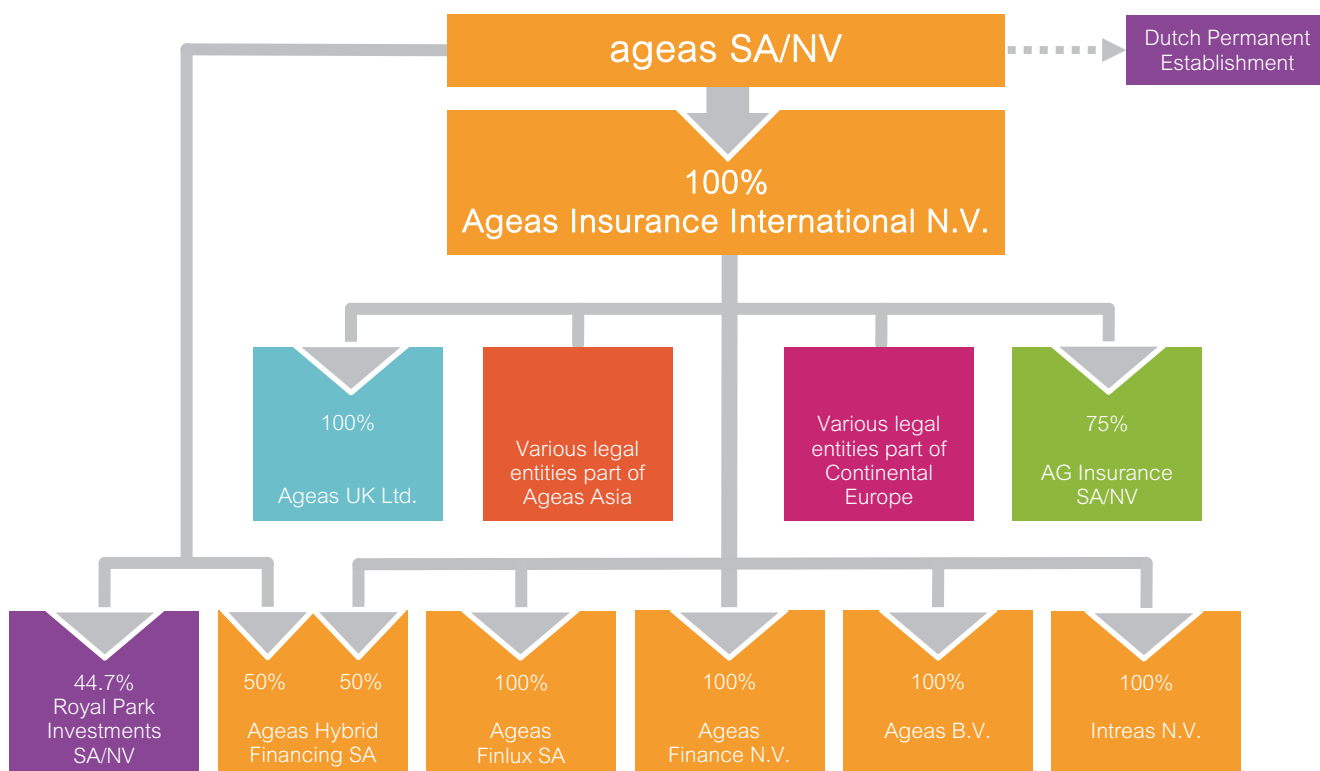 ageas SA/NV
Dutch Permanent
Establishment
100%
Ageas Insurance International N.V.
100%
Ageas UK Ltd.
Various legal
entities part of
Ageas Asia
Various legal
entities part of
Continental
Europe
75%
AG Insurance
SA/NV
44.7%
Royal Park
Investments
SA/NV
50%
50%
Ageas Hybrid
Financing SA
100%
Ageas
Finlux SA
100%
Ageas
Finance N.V.
100%
Ageas B.V.
100%
Intreas N.V.